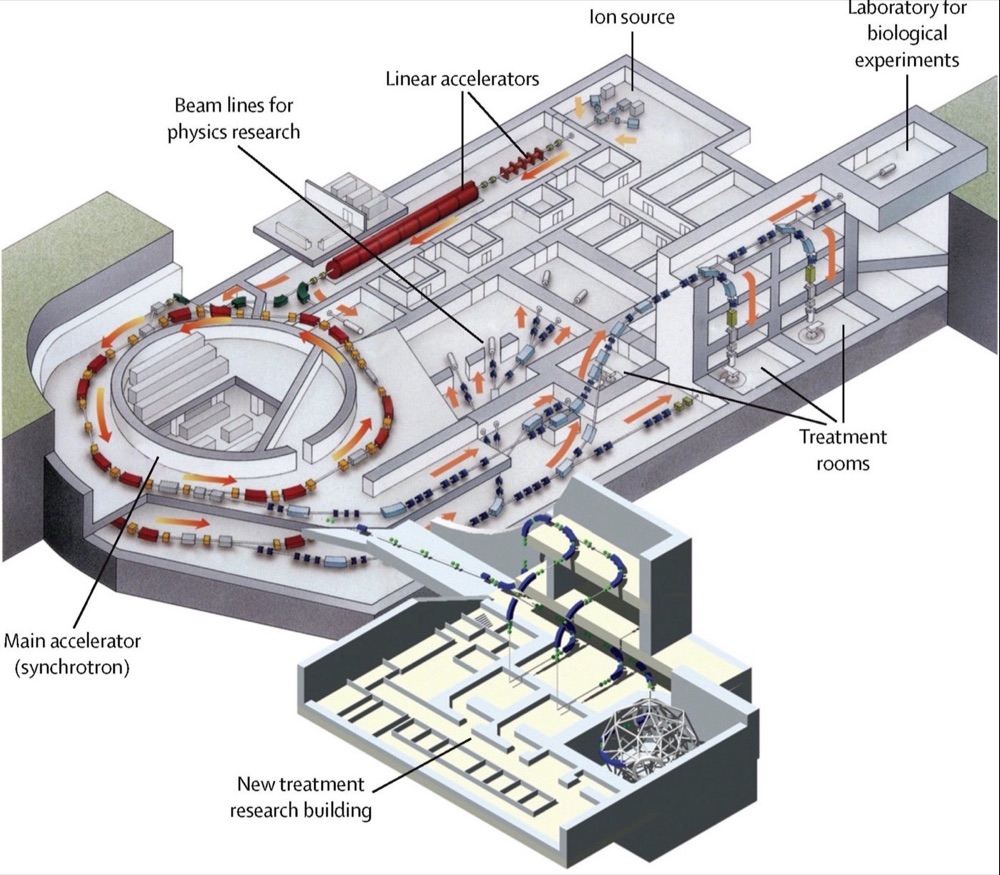 Ion source
Laboratory for
biological
experiments
Linear accelerators
Beam lines for
physics research
Treatment
rooms
Main accelerator
(synchrotron)
New treatment
research building